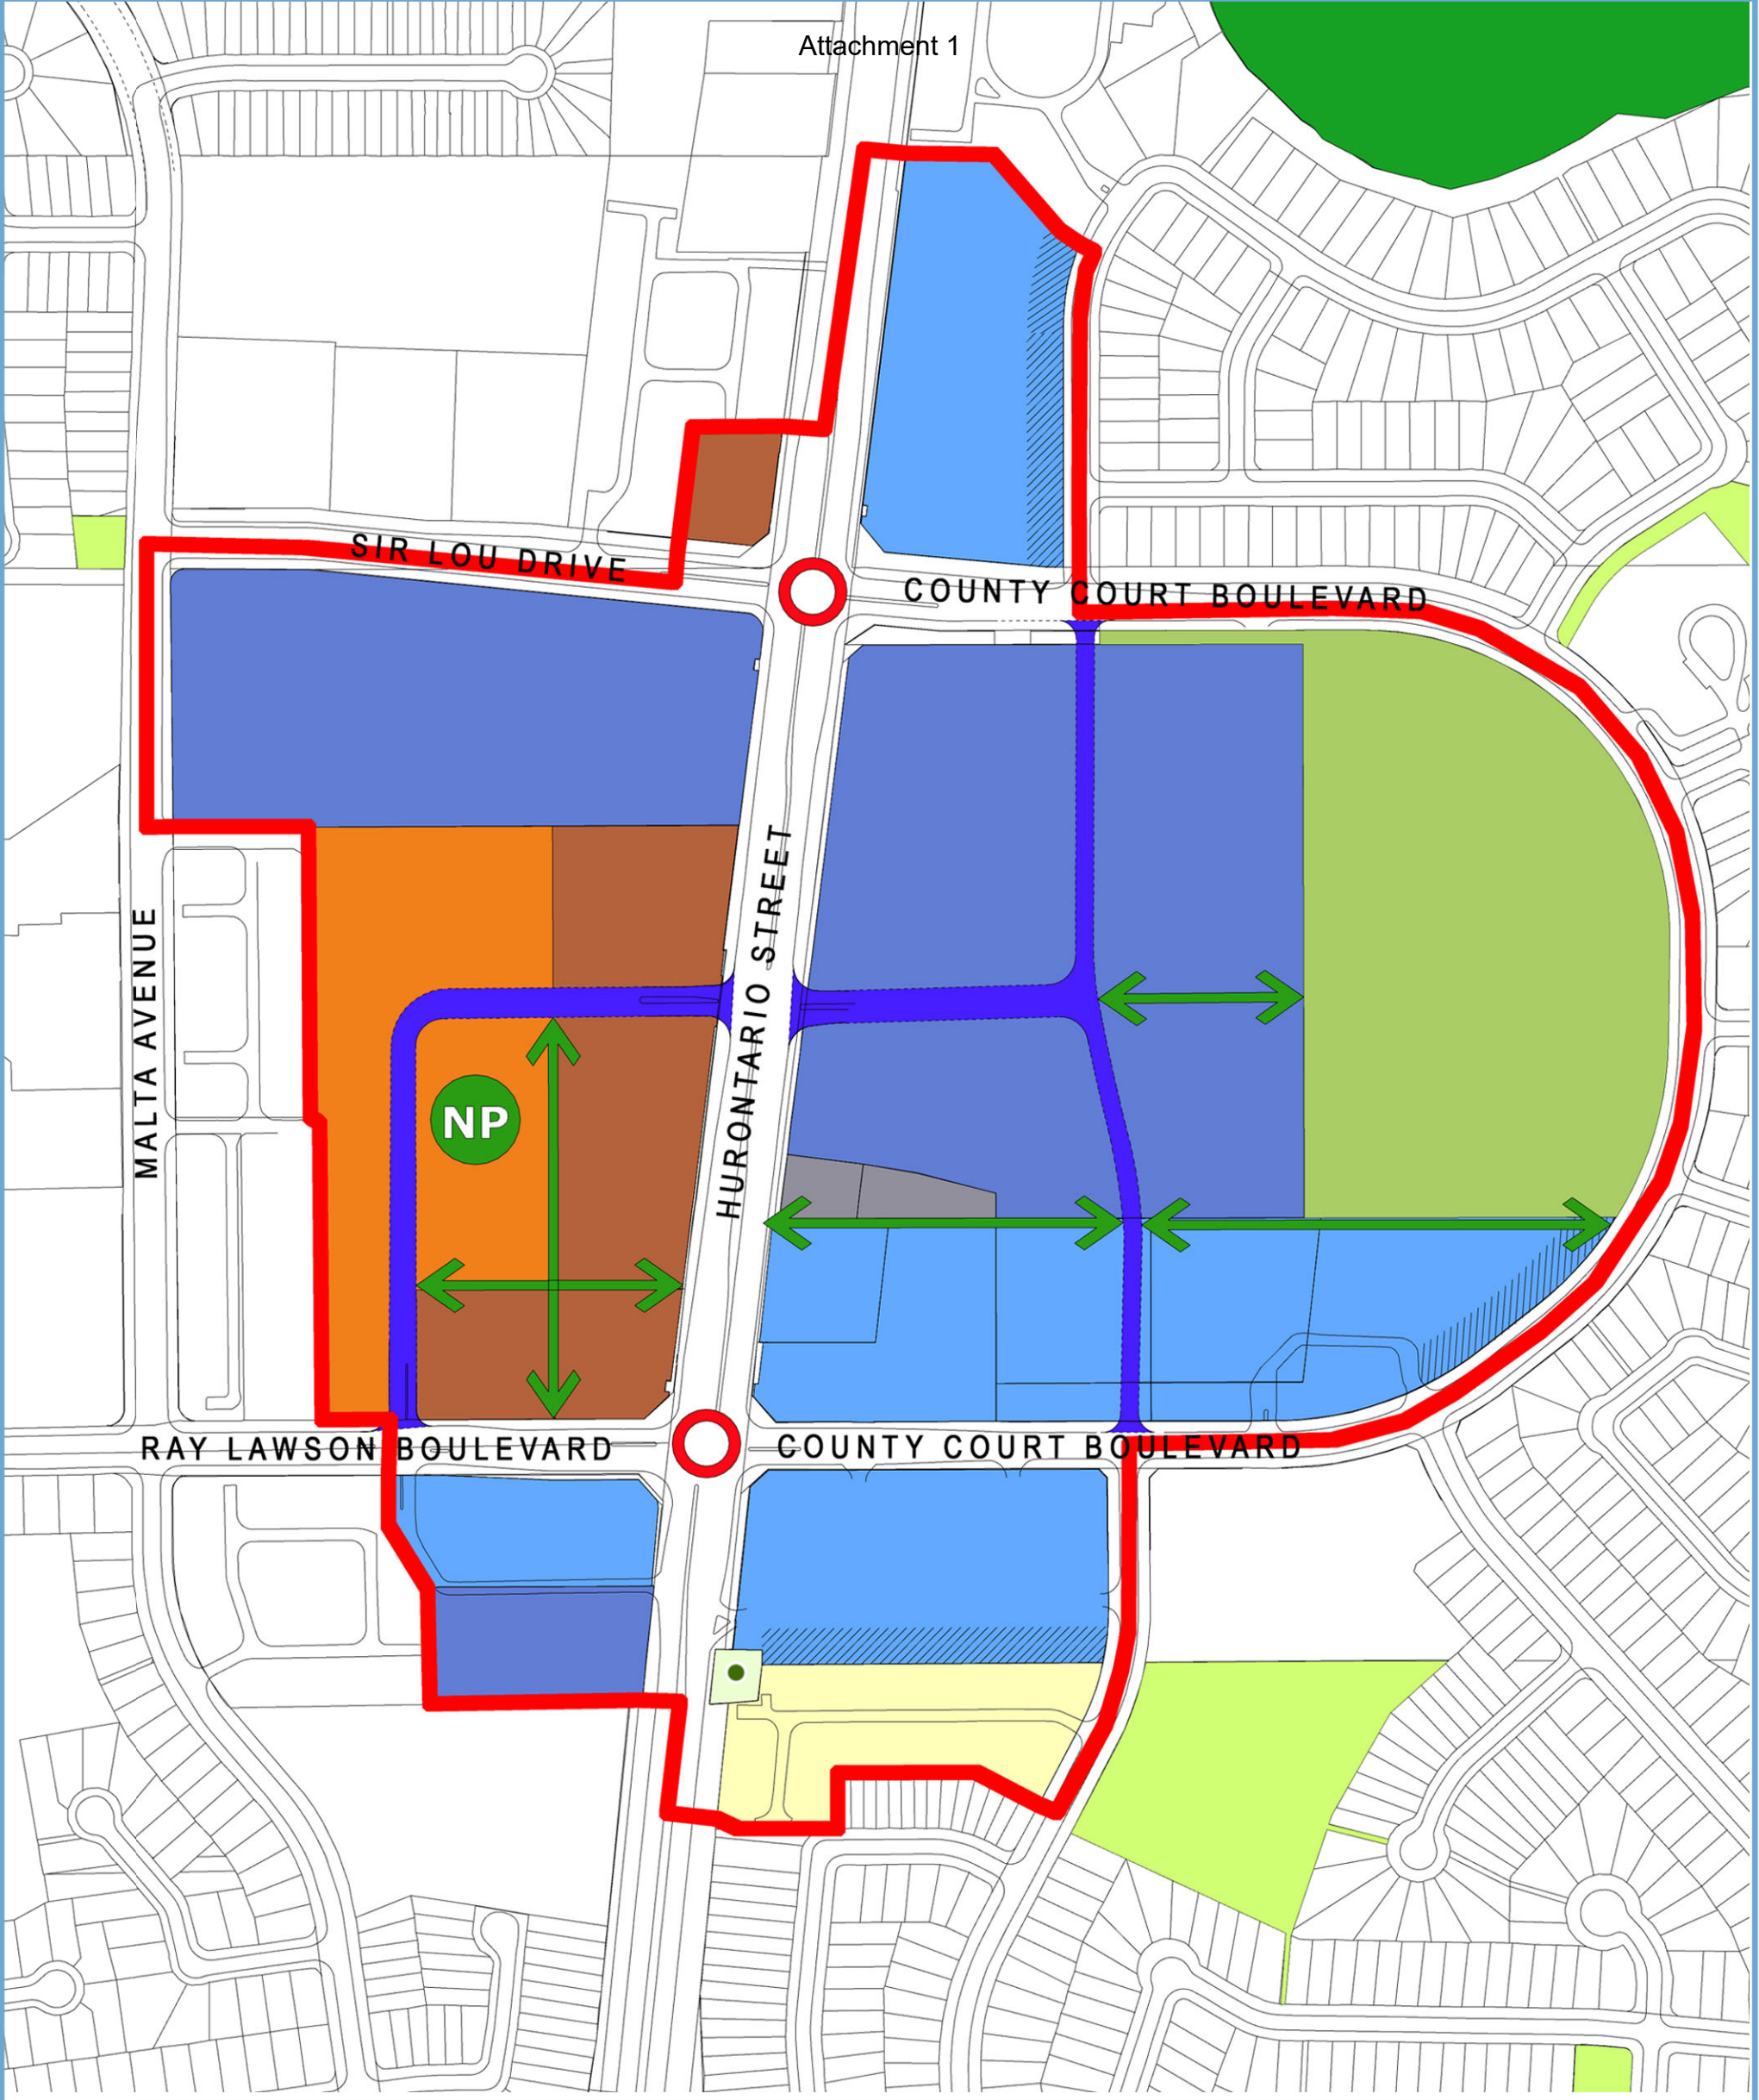 Attachment 1
SIR LOU DRIVE
COUNTY COURT BOULEVARD
MALTA AVENUE
HURONTARIO STREET
NP
RAY LAWSON BOULEVARD
COUNTY COURT BOULEVARD